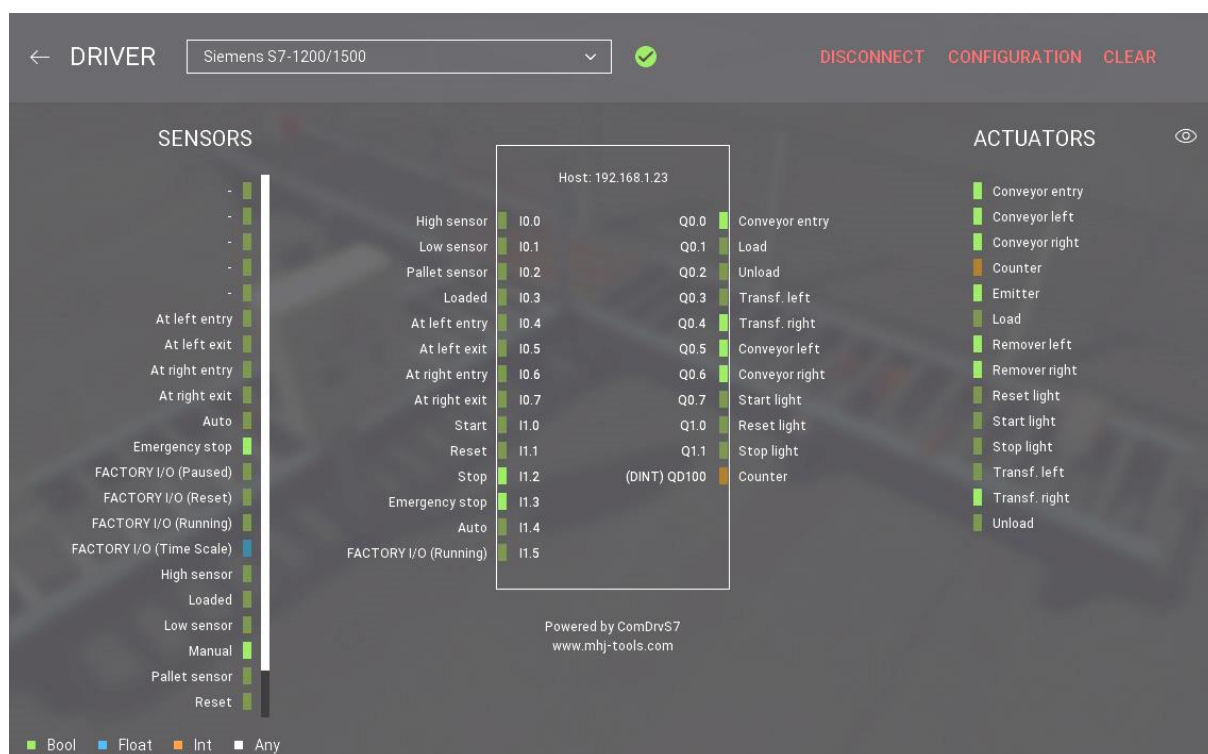 ← DRIVER Siemens S7-1200/1500 DISCONNECT CONFIGURATION CLEAR
SENSORS
-
-
-
-
-
At left entry
At left exit
At right entry
At right exit
Auto
Emergency stop
FACTORY I/O (Paused)
FACTORY I/O (Reset)
FACTORY I/O (Running)
FACTORY I/O (Time Scale)
High sensor
Loaded
Low sensor
Manual
Pallet sensor
Reset
Host: 192.168.1.23
High sensor I0.0 Q0.0 Conveyor entry
Low sensor I0.1 Q0.1 Load
Pallet sensor I0.2 Q0.2 Unload
Loaded I0.3 Q0.3 Transf. left
At left entry I0.4 Q0.4 Transf. right
At left exit I0.5 Q0.5 Conveyor left
At right entry I0.6 Q0.6 Conveyor right
At right exit I0.7 Q0.7 Start light
Start I1.0 Q1.0 Reset light
Reset I1.1 Q1.1 Stop light
Stop I1.2 (DINT) QD100 Counter
Emergency stop I1.3
Auto I1.4
FACTORY I/O (Running) I1.5
Powered by ComDrvS7
www.mhj-tools.com
ACTUATORS
Conveyor entry
Conveyor left
Conveyor right
Counter
Emitter
Load
Remover left
Remover right
Reset light
Start light
Stop light
Transf. left
Transf. right
Unload
Bool Float Int Any